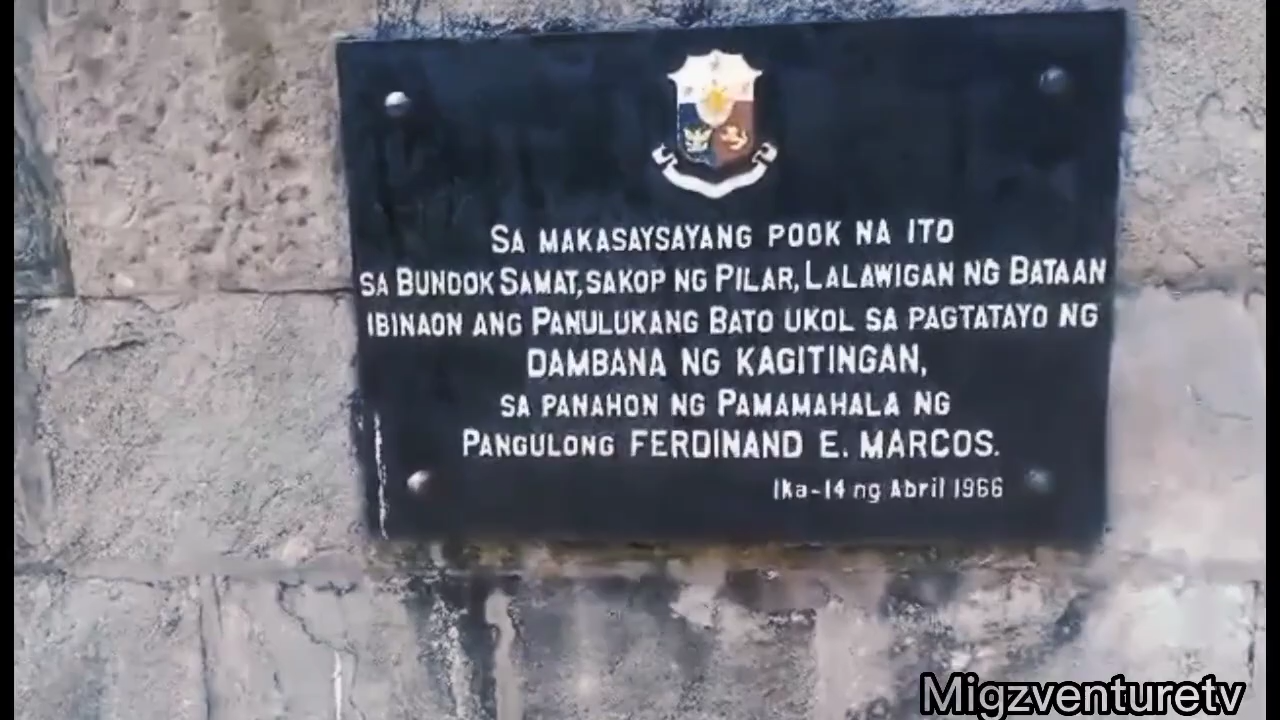 SA MAKASAYSAYANG POOK NA ITO
SA BUNDOK SAMAT, SAKOP NG PILAR, LALAWIGAN NG BATAAN
IBINAON ANG PANULUKANG BATO UKOL SA PAGTATAYO NG
DAMBANA NG KAGITINGAN,
SA PANAHON NG PAMAMAHALA NG
PANGULONG FERDINAND E. MARCOS.
Ika-14 ng Abril 1966
Migzventuretv